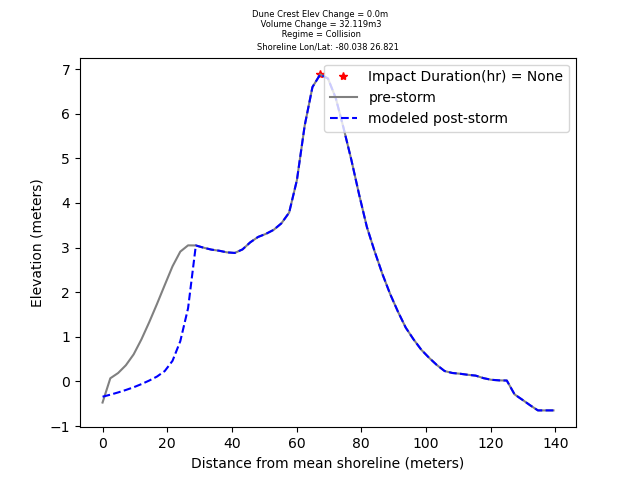 Dune Crest Elev Change = 0.0m
Volume Change = 32.119m3
Regime = Collision
Shoreline Lon/Lat: -80.038 26.821
Impact Duration(hr) = None
pre-storm
modeled post-storm
Elevation (meters)
7
6
5
4
3
2
1
0
−1
0 20 40 60 80 100 120 140
Distance from mean shoreline (meters)